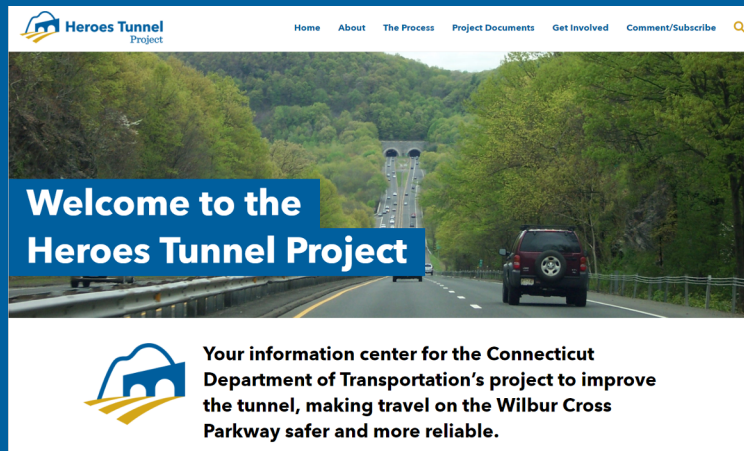 Heroes Tunnel
Project
Home About The Process Project Documents Get Involved Comment/Subscribe
Welcome to the
Heroes Tunnel Project
Your information center for the Connecticut
Department of Transportation's project to improve
the tunnel, making travel on the Wilbur Cross
Parkway safer and more reliable.